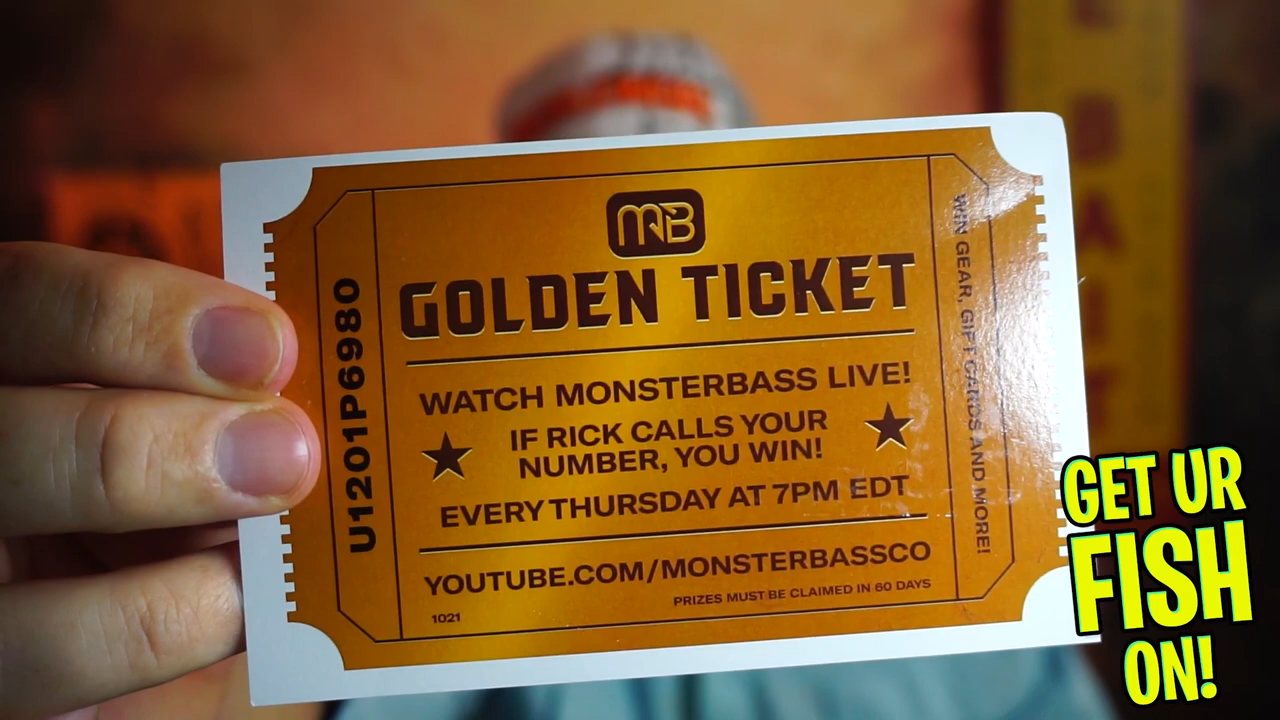 MB
GOLDEN TICKET
WATCH MONSTERBASS LIVE!
IF RICK CALLS YOUR
NUMBER, YOU WIN!
EVERY THURSDAY AT 7PM EDT
YOUTUBE.COM/MONSTERBASSCO
PRIZES MUST BE CLAIMED IN 60 DAYS
1021
U1201P6980
WIN GEAR, GIFT CARDS AND MORE!
GET UR
FISH
ON!